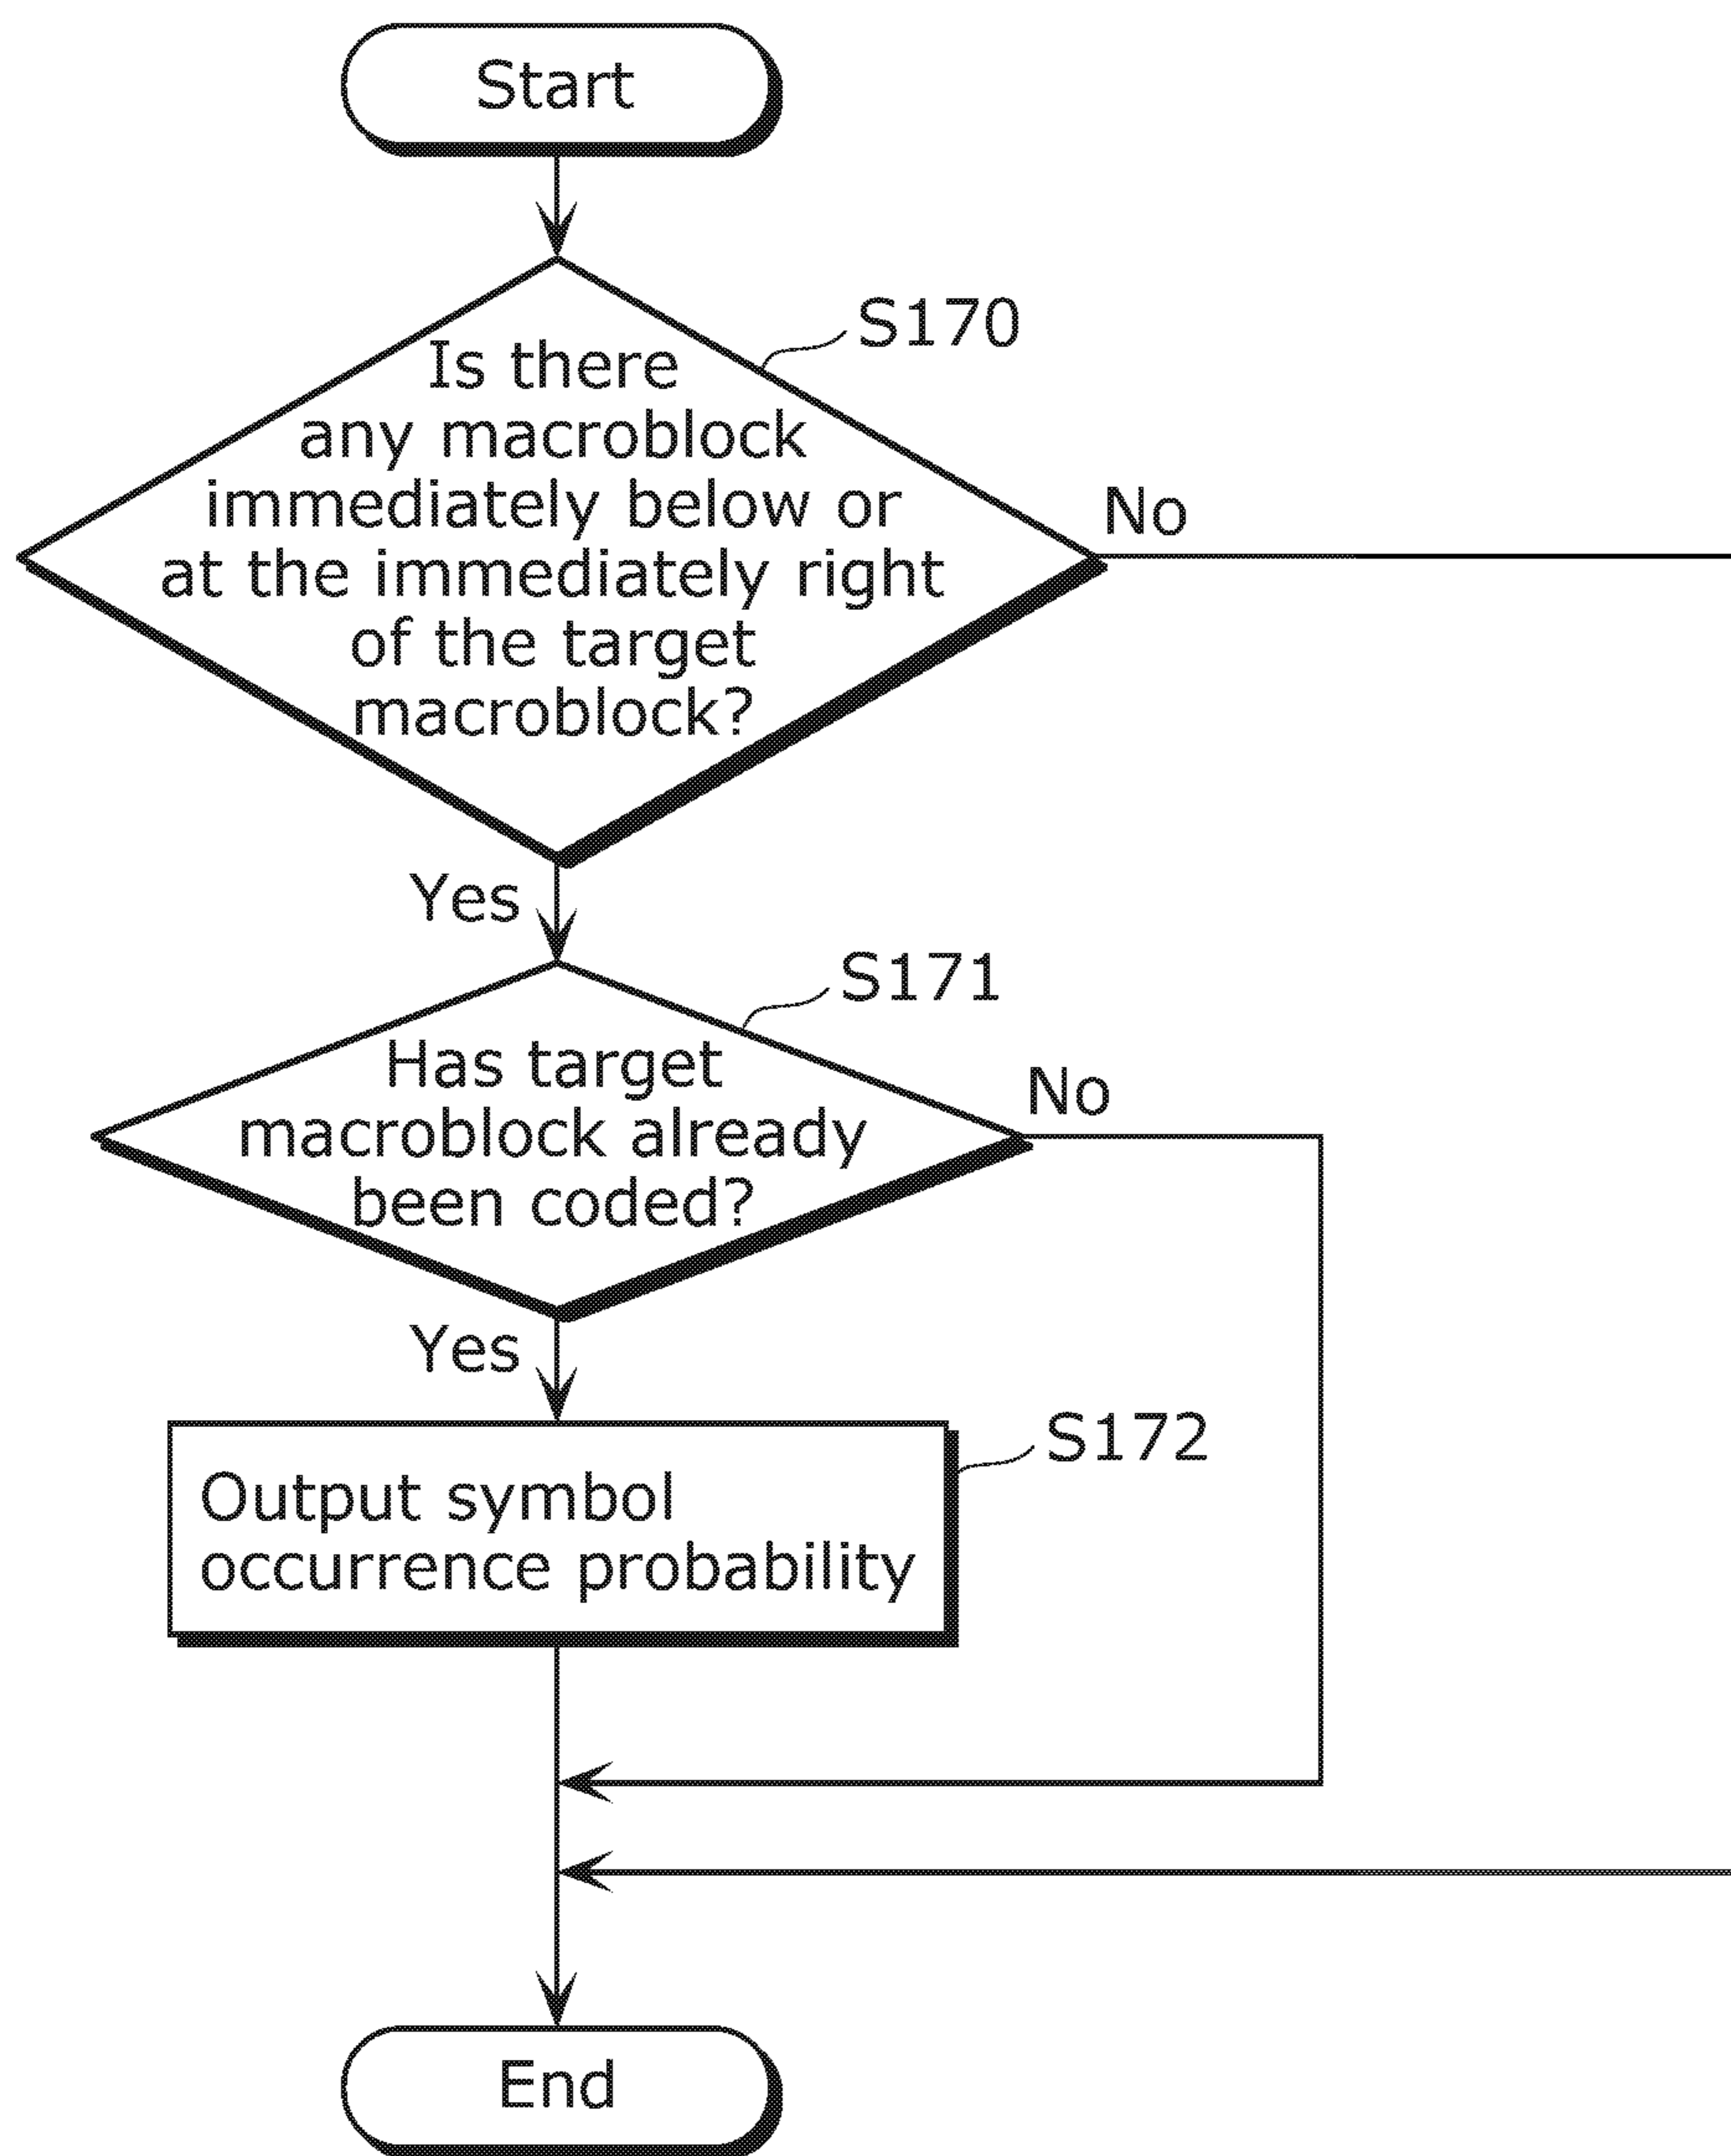 Start
S170
Is there
any macroblock
immediately below or
at the immediately right
of the target
macroblock?
No
Yes
S171
Has target
macroblock already
been coded?
No
Yes
S172
Output symbol
occurrence probability
End